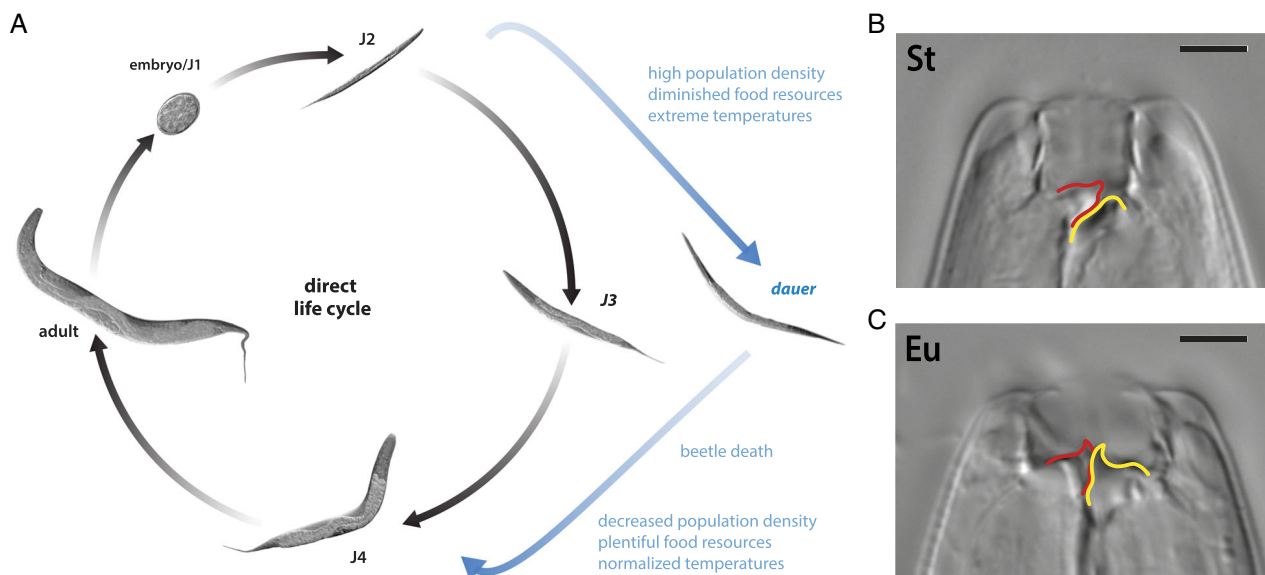 A
embryo/J1
J2
high population density
diminished food resources
extreme temperatures
direct
life cycle
J3
dauer
adult
J4
beetle death
decreased population density
plentiful food resources
normalized temperatures
B
St
C
Eu